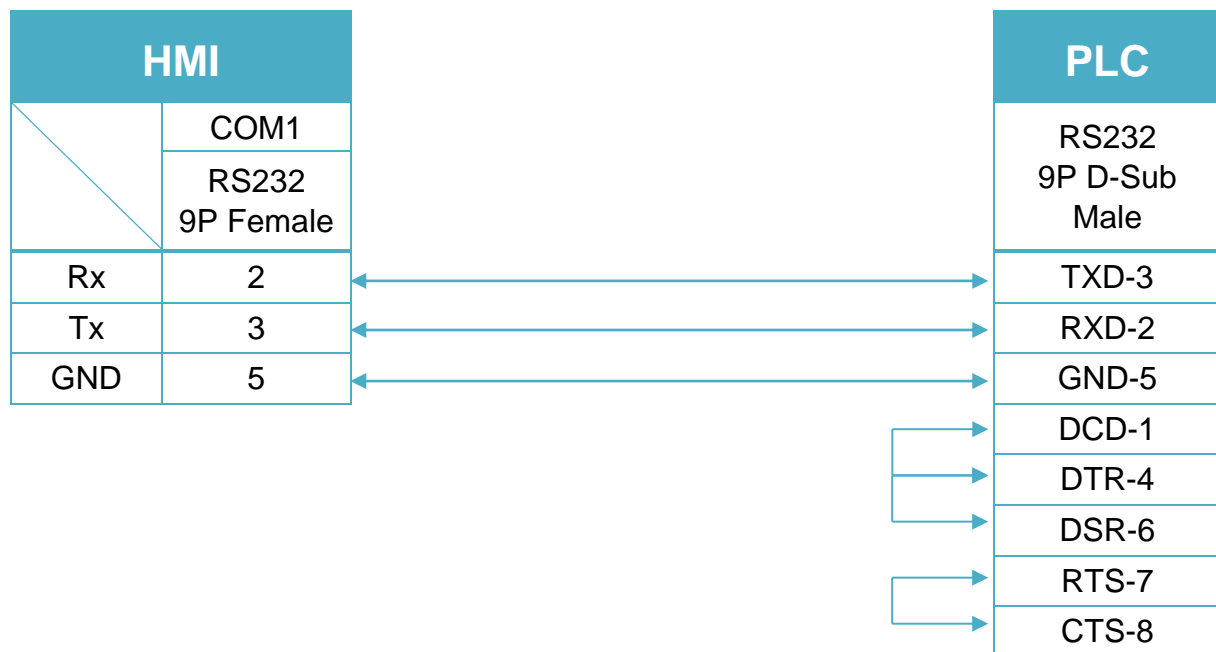 HMI
PLC
COM1
RS232
9P Female
RS232
9P D-Sub
Male
Rx 2 TXD-3
Tx 3 RXD-2
GND 5 GND-5
DCD-1
DTR-4
DSR-6
RTS-7
CTS-8